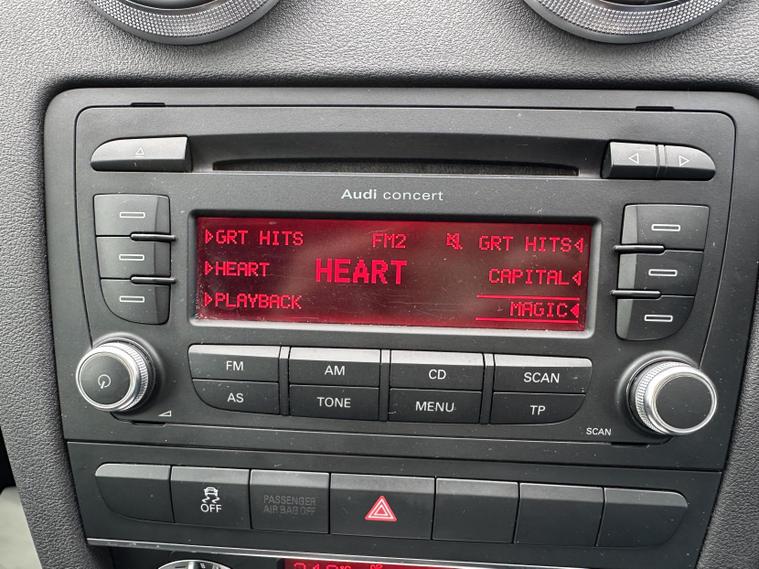 Audi concert
GRT HITS FM2 GRT HITS
HEART HEART CAPITAL
PLAYBACK MAGIC
FM AM CD SCAN
AS TONE MENU TP
SCAN
OFF PASSENGER
AIR BAG OFF